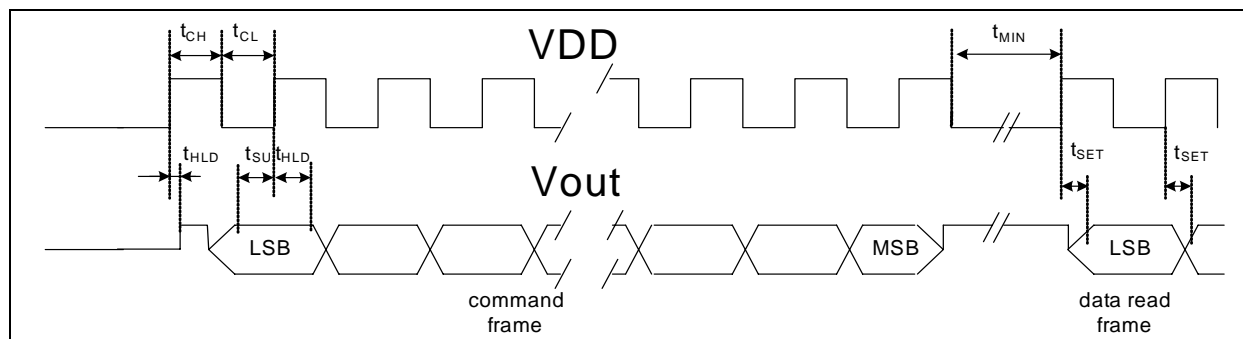 tCH
tCL
VDD
tMIN
tHLD
tSU
tHLD
Vout
tSET
tSET
LSB
MSB
LSB
command
frame
data read
frame